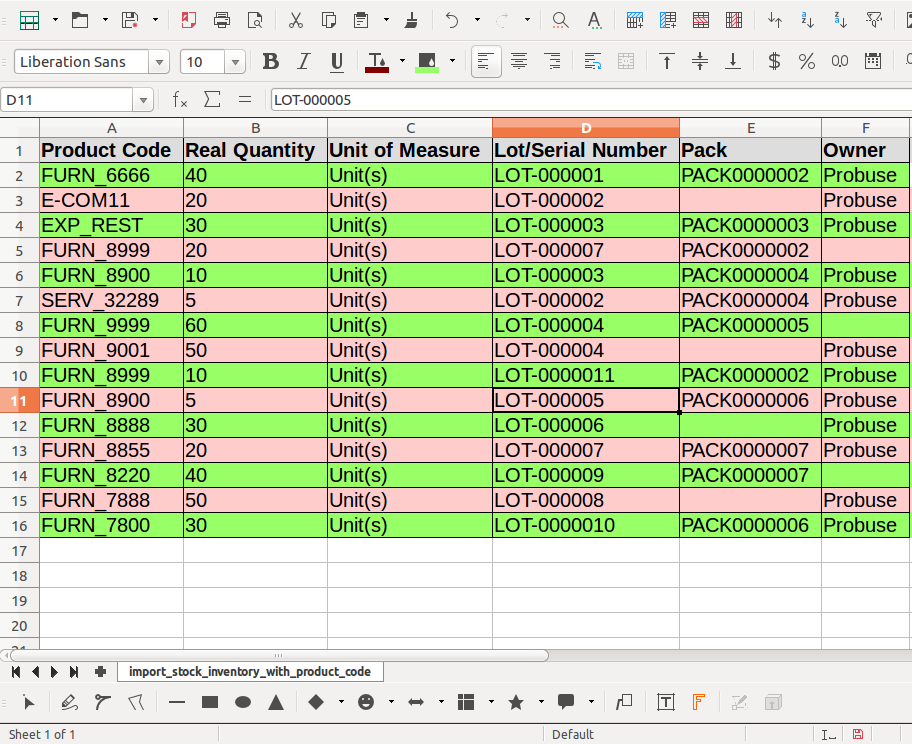 Liberation Sans 10 B I U T $ % 0.0
D11 fx Σ = LOT-000005
A B C D E F
1 Product Code Real Quantity Unit of Measure Lot/Serial Number Pack Owner
2 FURN_6666 40 Unit(s) LOT-000001 PACK0000002 Probuse
3 E-COM11 20 Unit(s) LOT-000002 Probuse
4 EXP_REST 30 Unit(s) LOT-000003 PACK0000003 Probuse
5 FURN_8999 20 Unit(s) LOT-000007 PACK0000002
6 FURN_8900 10 Unit(s) LOT-000003 PACK0000004 Probuse
7 SERV_32289 5 Unit(s) LOT-000002 PACK0000004 Probuse
8 FURN_9999 60 Unit(s) LOT-000004 PACK0000005
9 FURN_9001 50 Unit(s) LOT-000004 Probuse
10 FURN_8999 10 Unit(s) LOT-0000011 PACK0000002 Probuse
11 FURN_8900 5 Unit(s) LOT-000005 PACK0000006 Probuse
12 FURN_8888 30 Unit(s) LOT-000006 Probuse
13 FURN_8855 20 Unit(s) LOT-000007 PACK0000007 Probuse
14 FURN_8220 40 Unit(s) LOT-000009 PACK0000007
15 FURN_7888 50 Unit(s) LOT-000008 Probuse
16 FURN_7800 30 Unit(s) LOT-0000010 PACK0000006 Probuse
17
18
19
20
import_stock_inventory_with_product_code
Sheet 1 of 1 Default